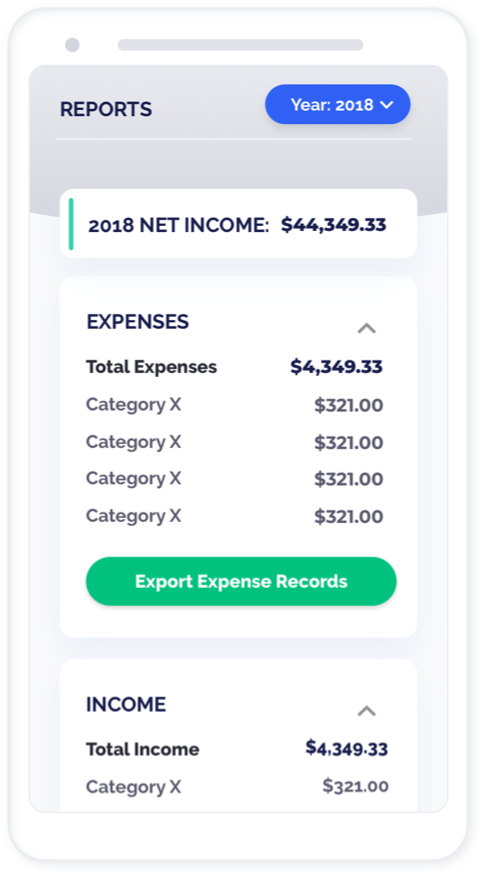 REPORTS
Year: 2018
2018 NET INCOME: $44,349.33
EXPENSES
Total Expenses $4,349.33
Category X $321.00
Category X $321.00
Category X $321.00
Category X $321.00
Export Expense Records
INCOME
Total Income $4,349.33
Category X $321.00